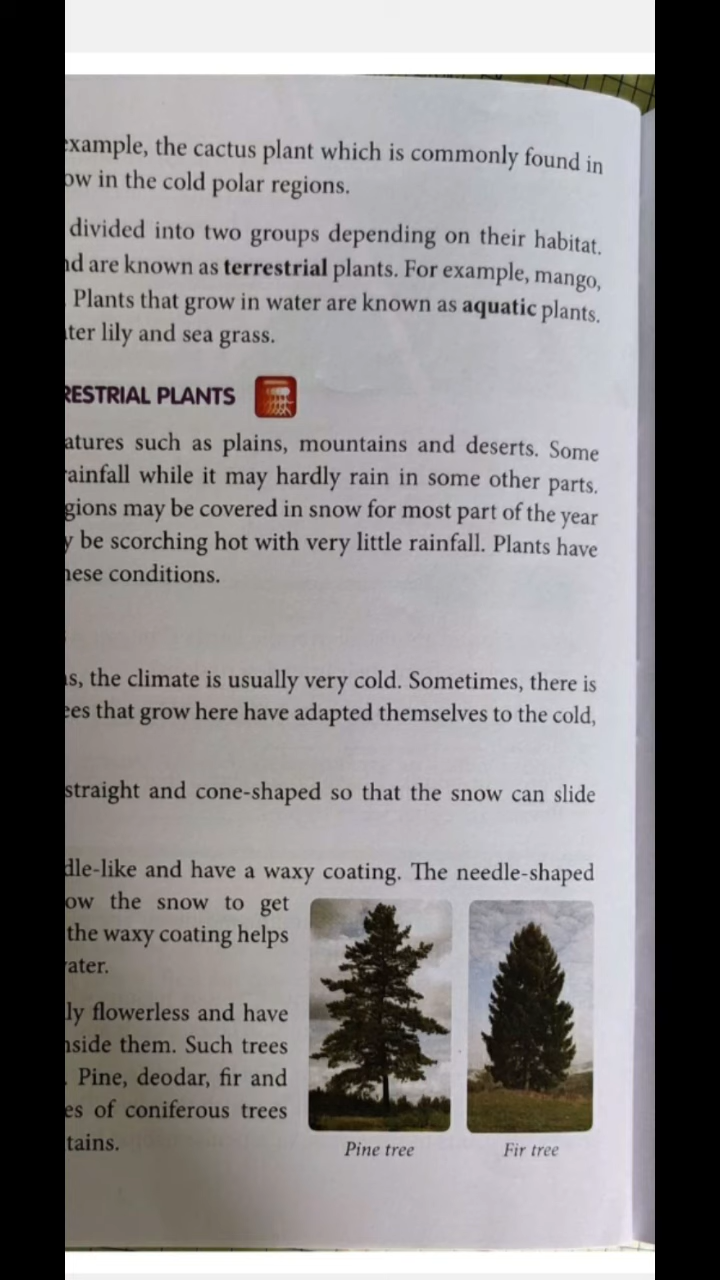 example, the cactus plant which is commonly found in
ow in the cold polar regions.
divided into two groups depending on their habitat.
nd are known as terrestrial plants. For example, mango,
. Plants that grow in water are known as aquatic plants.
ter lily and sea grass.
RESTRIAL PLANTS
atures such as plains, mountains and deserts. Some
rainfall while it may hardly rain in some other parts.
gions may be covered in snow for most part of the year
y be scorching hot with very little rainfall. Plants have
hese conditions.
s, the climate is usually very cold. Sometimes, there is
ees that grow here have adapted themselves to the cold,
straight and cone-shaped so that the snow can slide
dle-like and have a waxy coating. The needle-shaped
ow the snow to get
the waxy coating helps
ater.
ly flowerless and have
nside them. Such trees
. Pine, deodar, fir and
es of coniferous trees
tains.
Pine tree
Fir tree